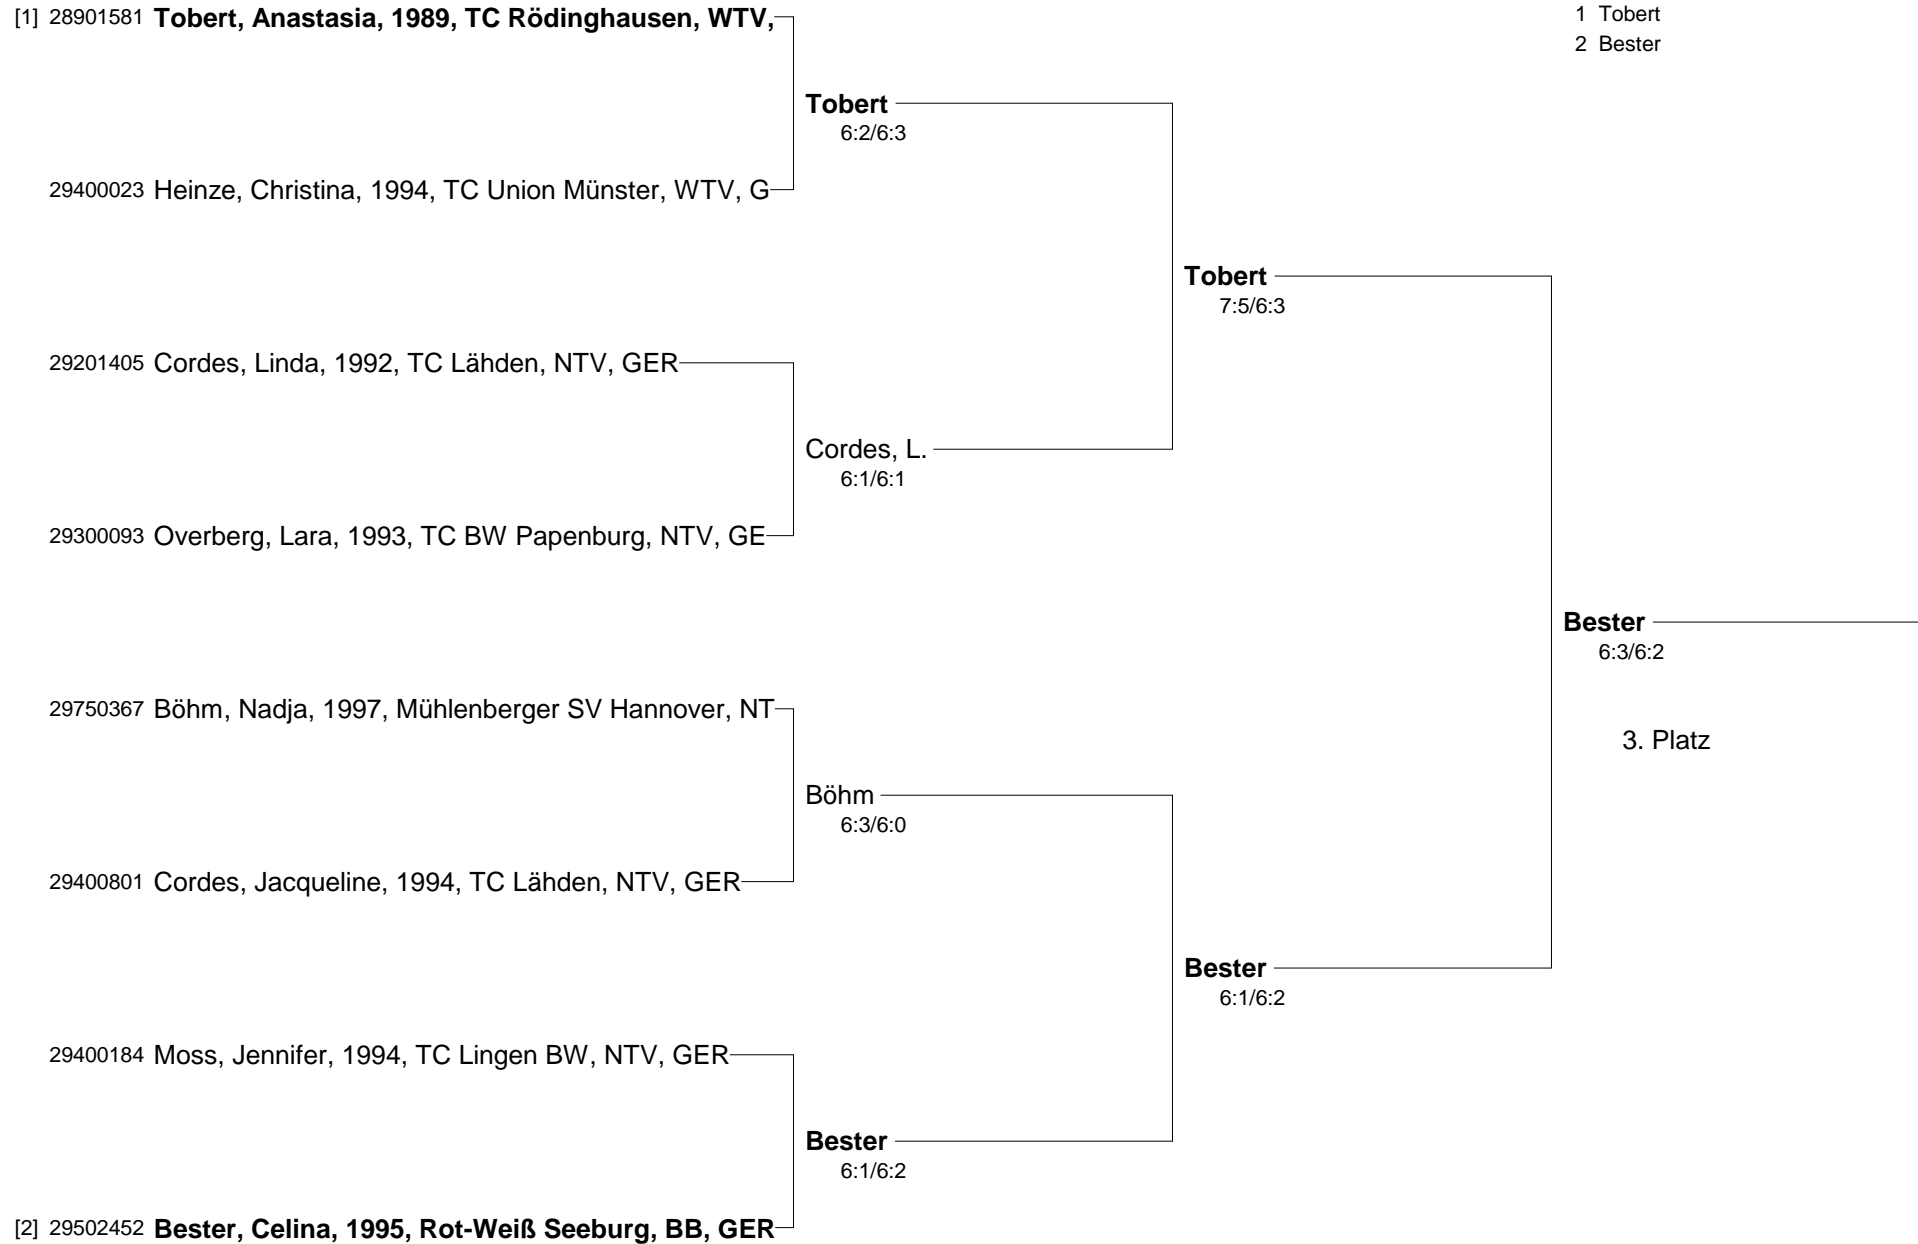 [1] 28901581 Tobert, Anastasia, 1989, TC Rödinghausen, WTV,
1 Tobert
2 Bester
Tobert
6:2/6:3
29400023 Heinze, Christina, 1994, TC Union Münster, WTV, G
Tobert
7:5/6:3
29201405 Cordes, Linda, 1992, TC Lähden, NTV, GER
Cordes, L.
6:1/6:1
29300093 Overberg, Lara, 1993, TC BW Papenburg, NTV, GE
Bester
6:3/6:2
29750367 Böhm, Nadja, 1997, Mühlenberger SV Hannover, NT
3. Platz
Böhm
6:3/6:0
29400801 Cordes, Jacqueline, 1994, TC Lähden, NTV, GER
Bester
6:1/6:2
29400184 Moss, Jennifer, 1994, TC Lingen BW, NTV, GER
Bester
6:1/6:2
[2] 29502452 Bester, Celina, 1995, Rot-Weiß Seeburg, BB, GER